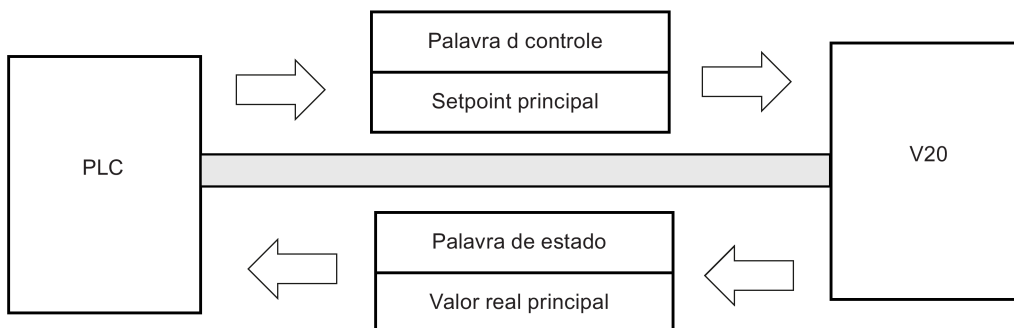 Palavra d controle
Setpoint principal
PLC
V20
Palavra de estado
Valor real principal